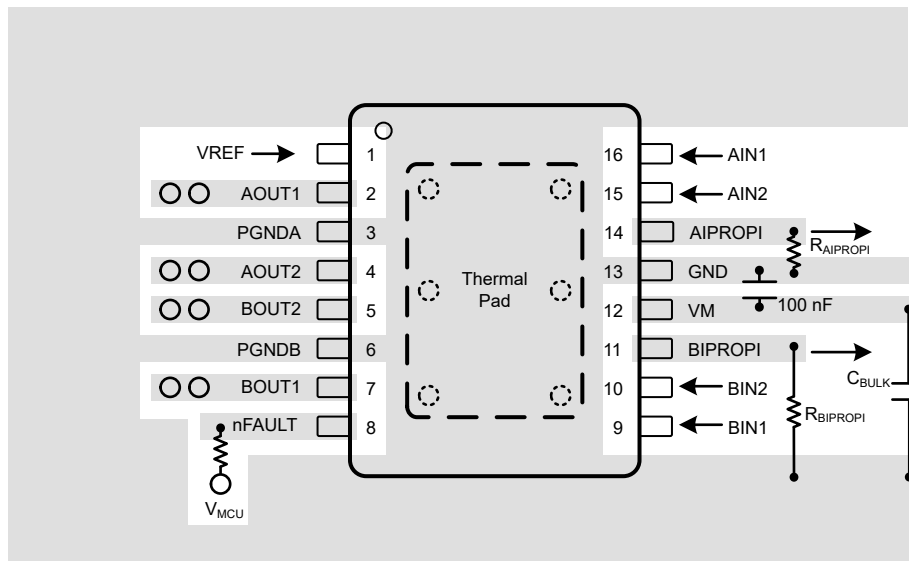 VREF 1 16 AIN1
AOUT1 2 15 AIN2
PGNDA 3 14 AIPROPI RAIPROPI
AOUT2 4 Thermal 13 GND
BOUT2 5 Pad 12 VM 100 nF
PGNDB 6 11 BIPROPI
BOUT1 7 10 BIN2 CBULK
nFAULT 8 9 BIN1 RBIPROPI
VMCU